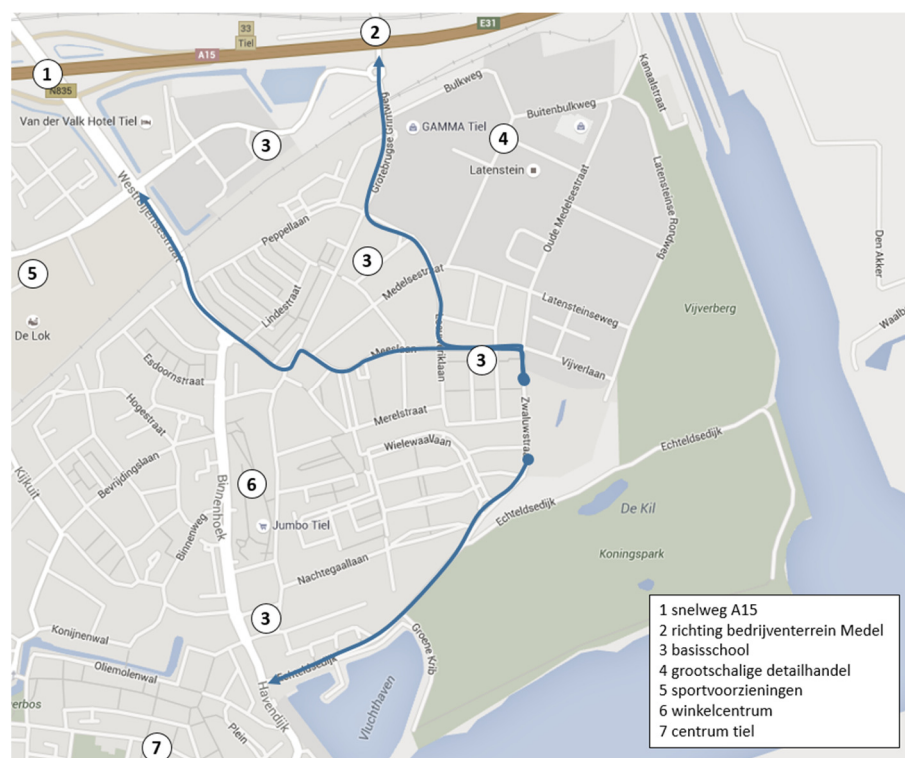 2
E31
33
Tiel
A15
1
N835
Kanaalstraat
Bulkweg
Buitenbulkweg
Van der Valk Hotel Tiel
GAMMA Tiel
4
3
Grotebrugse Grintweg
Latenstein
Latensteinse Rondweg
Westroijensestraat
Oude Medelsestraat
Peppellaan
Den Akker
5
3
Medelsestraat
Latensteinseweg
Vijverberg
Lindestraat
De Lok
Meeslaan
3
Vijverlaan
Esdoornstraat
Hogestraat
Merelstraat
Zwaluwstraat
Wielewaallaan
Echteldsedijk
Bevrijdingslaan
Kijkuit
Binnenhoek
6
Echteldsedijk
De Kil
Jumbo Tiel
Binnenweg
Koningspark
Nachtegaallaan
3
Konijnenwal
Groene Krib
Oliemolenwal
Echteldsedijk
Havendijk
Vluchthaven
Plein
7
1 snelweg A15
2 richting bedrijventerrein Medel
3 basisschool
4 grootschalige detailhandel
5 sportvoorzieningen
6 winkelcentrum
7 centrum tiel